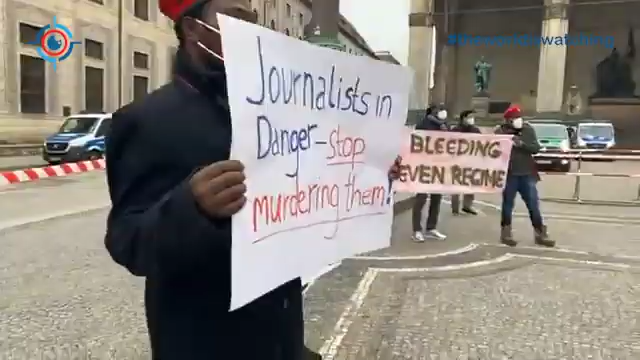 Journalists in
Danger - stop
murdering them!
BLEEDING
EVEN REGIME